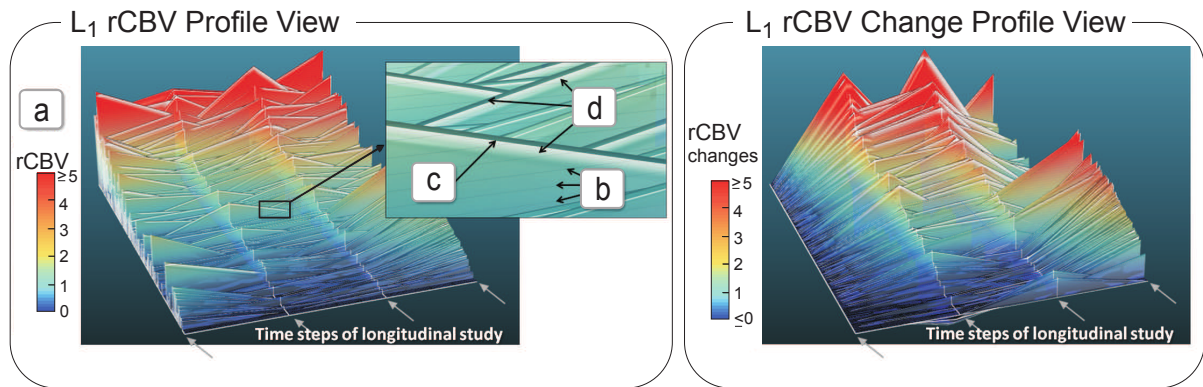 L1 rCBV Profile View
a
rCBV
≥5
4
3
2
1
0
d
c
b
Time steps of longitudinal study
L1 rCBV Change Profile View
rCBV
changes
≥5
4
3
2
1
≤0
Time steps of longitudinal study